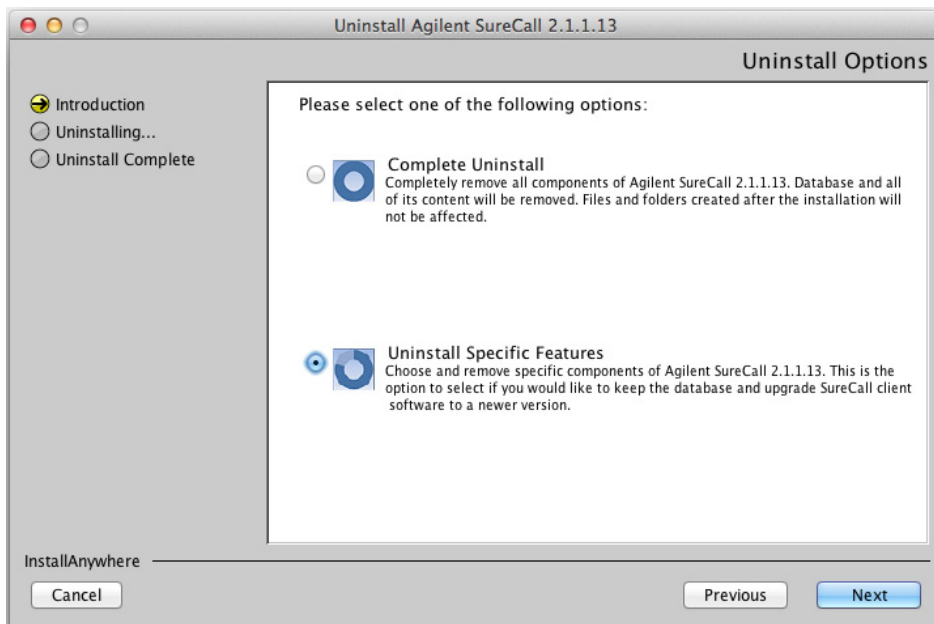 Uninstall Agilent SureCall 2.1.1.13
Uninstall Options
Introduction
Uninstalling...
Uninstall Complete
Please select one of the following options:
Complete Uninstall
Completely remove all components of Agilent SureCall 2.1.1.13. Database and all
of its content will be removed. Files and folders created after the installation will
not be affected.
Uninstall Specific Features
Choose and remove specific components of Agilent SureCall 2.1.1.13. This is the
option to select if you would like to keep the database and upgrade SureCall client
software to a newer version.
InstallAnywhere
Cancel
Previous
Next